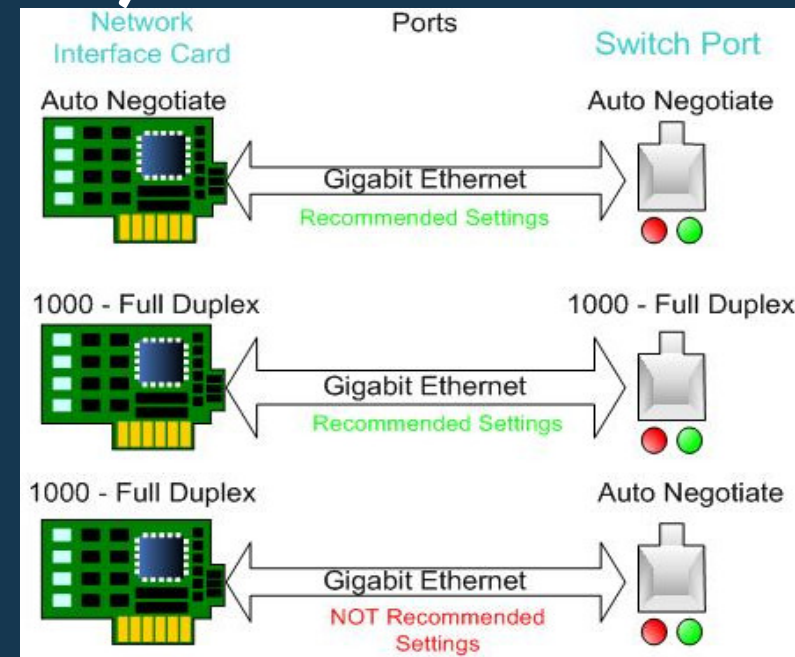 Network
Interface Card
Ports
Switch Port
Auto Negotiate
Auto Negotiate
Gigabit Ethernet
Recommended Settings
1000 - Full Duplex
1000 - Full Duplex
Gigabit Ethernet
Recommended Settings
1000 - Full Duplex
Auto Negotiate
Gigabit Ethernet
NOT Recommended
Settings